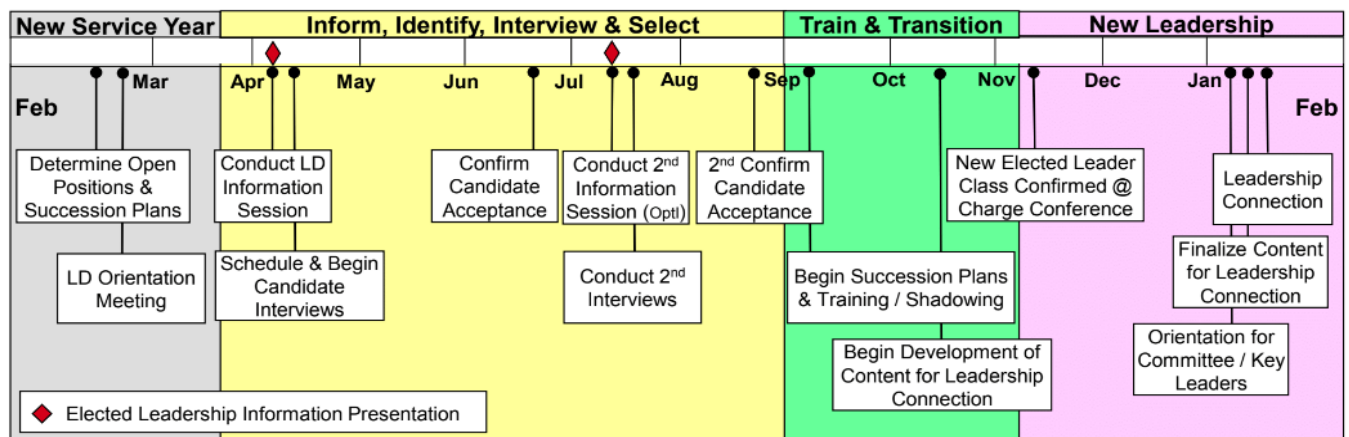 New Service Year
Inform, Identify, Interview & Select
Train & Transition
New Leadership
Feb
Mar
Apr
May
Jun
Jul
Aug
Sep
Oct
Nov
Dec
Jan
Feb
Determine Open
Positions &
Succession Plans
LD Orientation
Meeting
Conduct LD
Information
Session
Schedule & Begin
Candidate
Interviews
Confirm
Candidate
Acceptance
Conduct 2nd
Information
Session (Optl)
Conduct 2nd
Interviews
2nd Confirm
Candidate
Acceptance
Begin Succession Plans
& Training / Shadowing
Begin Development of
Content for Leadership
Connection
New Elected Leader
Class Confirmed @
Charge Conference
Leadership
Connection
Finalize Content
for Leadership
Connection
Orientation for
Committee / Key
Leaders
Elected Leadership Information Presentation